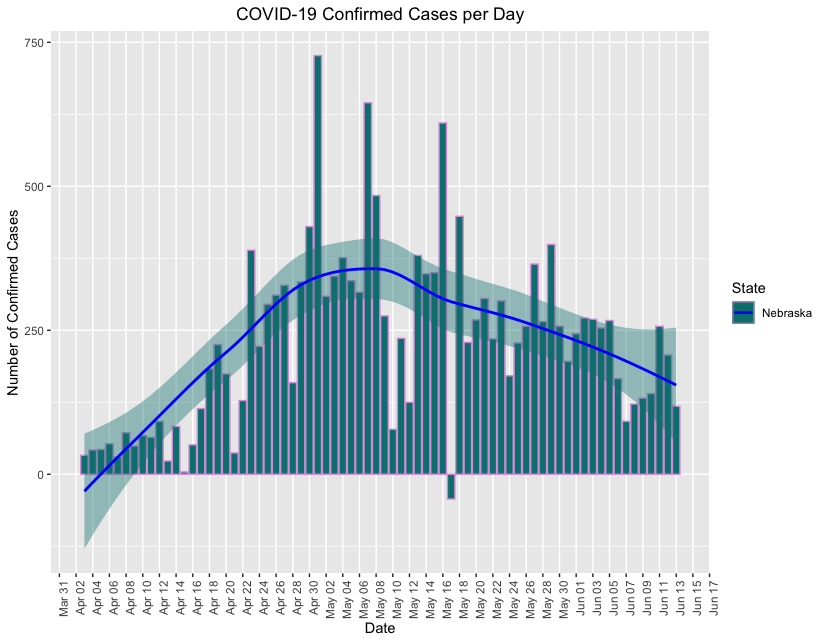 COVID-19 Confirmed Cases per Day
750
500
250
0
Number of Confirmed Cases
Mar 31
Apr 02
Apr 04
Apr 06
Apr 08
Apr 10
Apr 12
Apr 14
Apr 16
Apr 18
Apr 20
Apr 22
Apr 24
Apr 26
Apr 28
Apr 30
May 02
May 04
May 06
May 08
May 10
May 12
May 14
May 16
May 18
May 20
May 22
May 24
May 26
May 28
May 30
Jun 01
Jun 03
Jun 05
Jun 07
Jun 09
Jun 11
Jun 13
Jun 15
Jun 17
Date
State
Nebraska